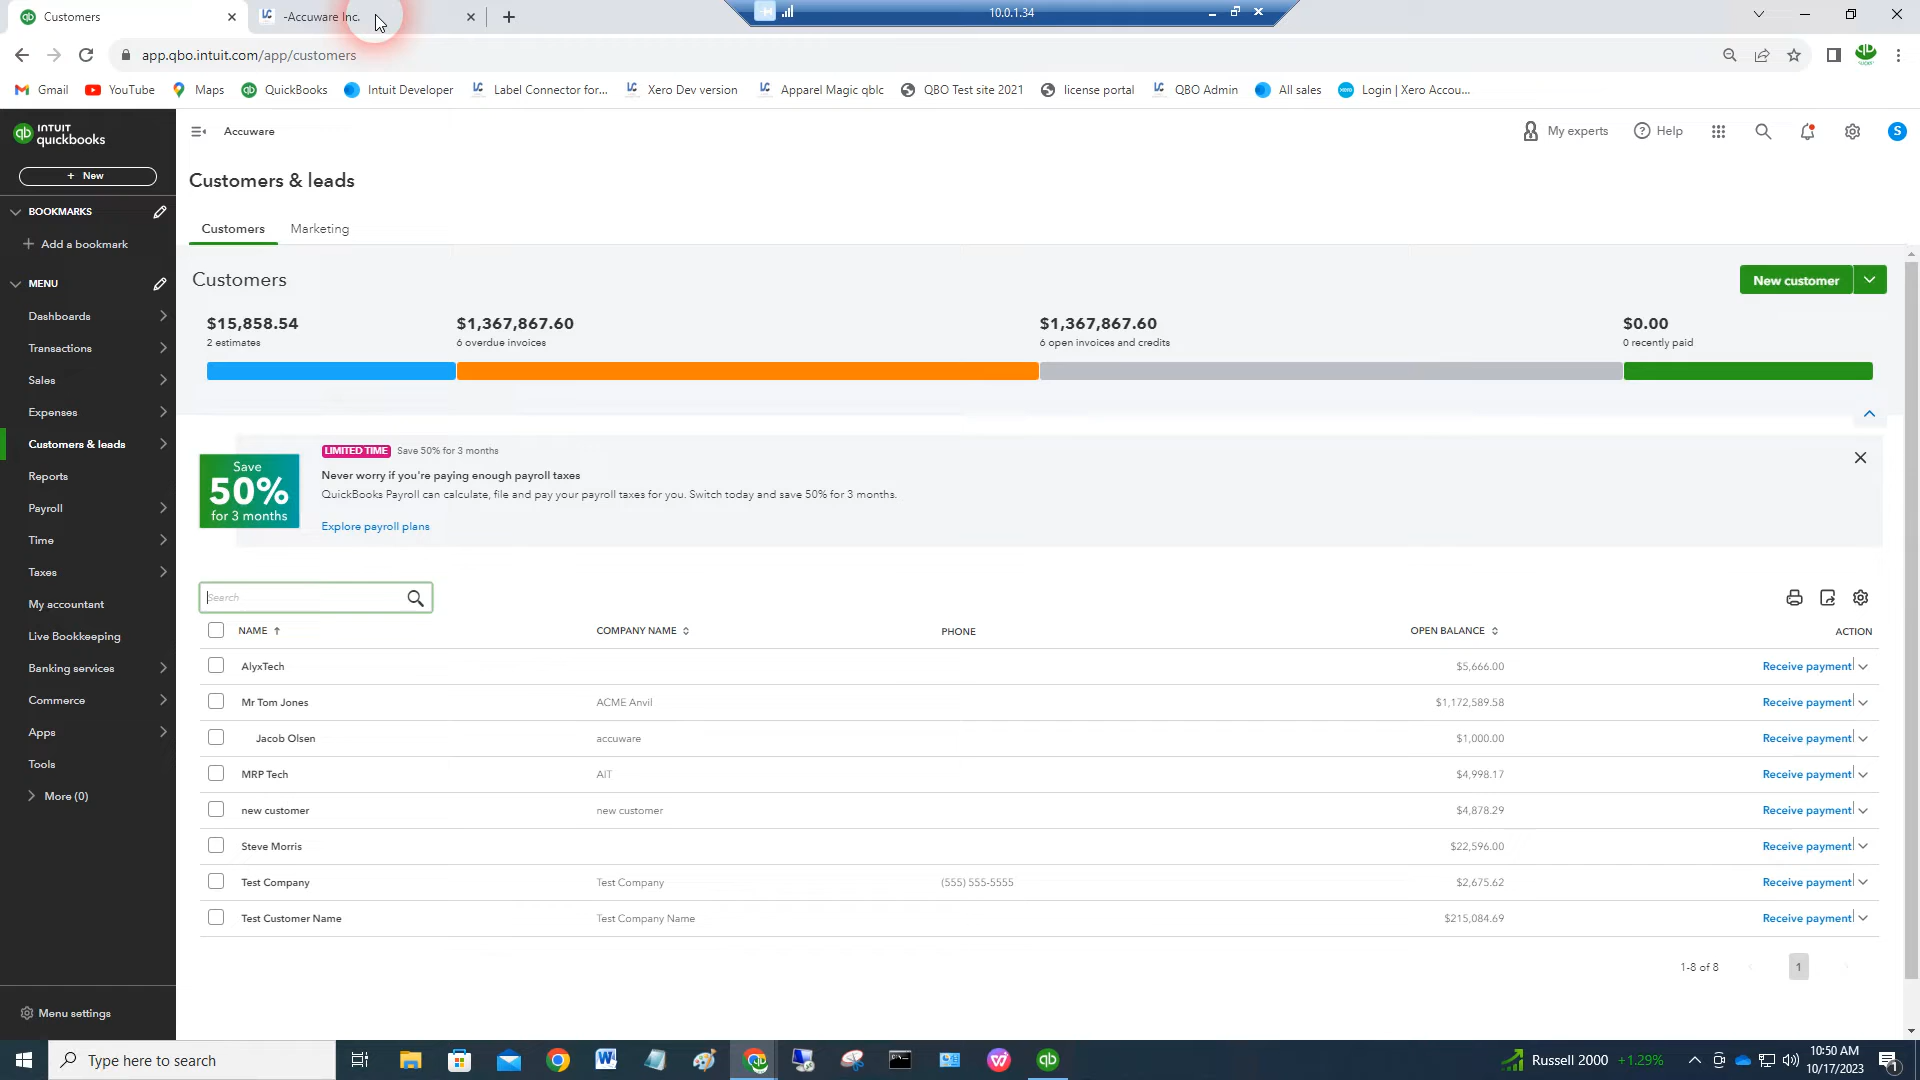 Customers
-Accuware Inc.
10.0.1.34
app.qbo.intuit.com/app/customers
Gmail
YouTube
Maps
QuickBooks
Intuit Developer
Label Connector for...
Xero Dev version
Apparel Magic qblc
QBO Test site 2021
license portal
QBO Admin
All sales
Login | Xero Accou...
INTUIT
quickbooks
Accuware
My experts
Help
S
+ New
Customers & leads
BOOKMARKS
Add a bookmark
Customers
Marketing
MENU
Dashboards
Transactions
Sales
Expenses
Customers & leads
Reports
Payroll
Time
Taxes
My accountant
Live Bookkeeping
Banking services
Commerce
Apps
Tools
More (0)
Menu settings
Customers
New customer
$15,858.54
2 estimates
$1,367,867.60
6 overdue invoices
$1,367,867.60
6 open invoices and credits
$0.00
0 recently paid
Save
50%
for 3 months
LIMITED TIME Save 50% for 3 months
Never worry if you're paying enough payroll taxes
QuickBooks Payroll can calculate, file and pay your payroll taxes for you. Switch today and save 50% for 3 months.
Explore payroll plans
Search
NAME COMPANY NAME PHONE OPEN BALANCE ACTION
AlyxTech $5,666.00 Receive payment
Mr Tom Jones ACME Anvil $1,172,589.58 Receive payment
Jacob Olsen accuware $1,000.00 Receive payment
MRP Tech AIT $4,998.17 Receive payment
new customer new customer $4,878.29 Receive payment
Steve Morris $22,596.00 Receive payment
Test Company Test Company (555) 555-5555 $2,675.62 Receive payment
Test Customer Name Test Company Name $215,084.69 Receive payment
1-8 of 8
1
Type here to search
Russell 2000 +1.29%
10:50 AM
10/17/2023
1